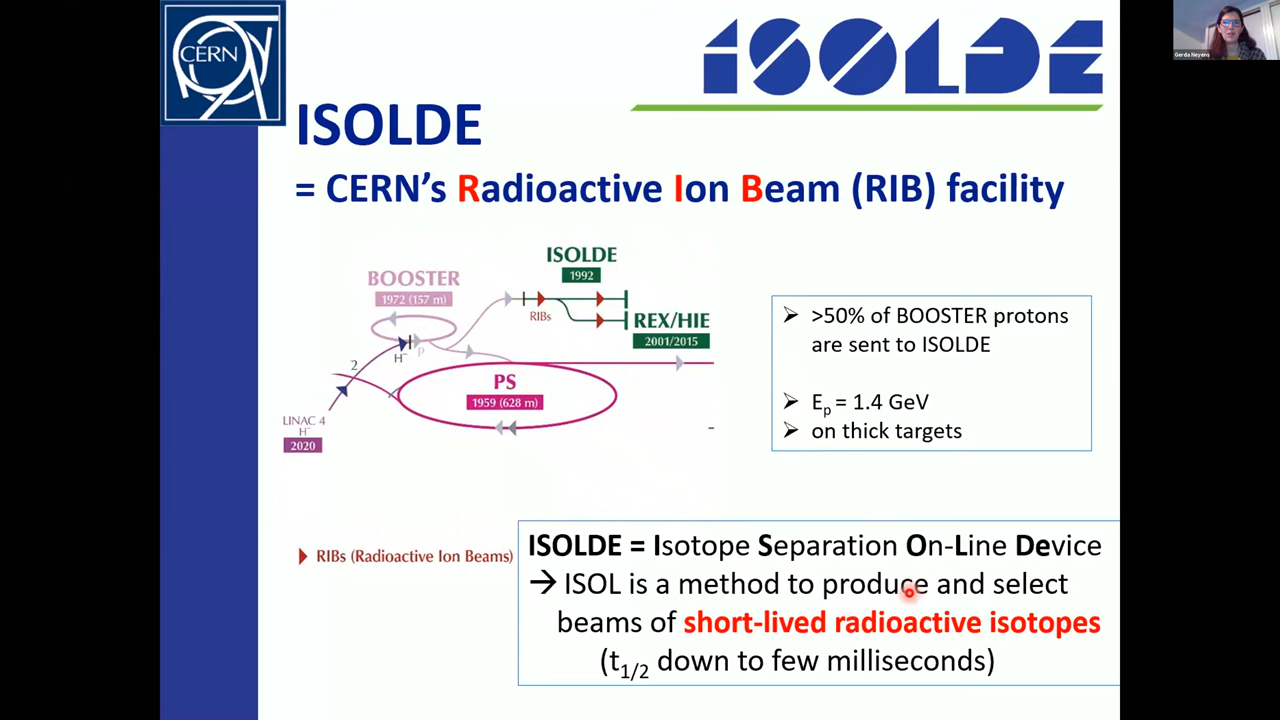 CERN
ISOLDE
Gerda Neyens
ISOLDE
= CERN's Radioactive Ion Beam (RIB) facility
BOOSTER
1972 (157 m)
ISOLDE
1992
RIBs
REX/HIE
2001/2015
H⁻
p
2
PS
1959 (628 m)
LINAC 4
H⁻
2020
➢ >50% of BOOSTER protons
are sent to ISOLDE
➢ Eₚ = 1.4 GeV
➢ on thick targets
RIBs (Radioactive Ion Beams)
ISOLDE = Isotope Separation On-Line Device
→ ISOL is a method to produce and select
beams of short-lived radioactive isotopes
(t₁/₂ down to few milliseconds)